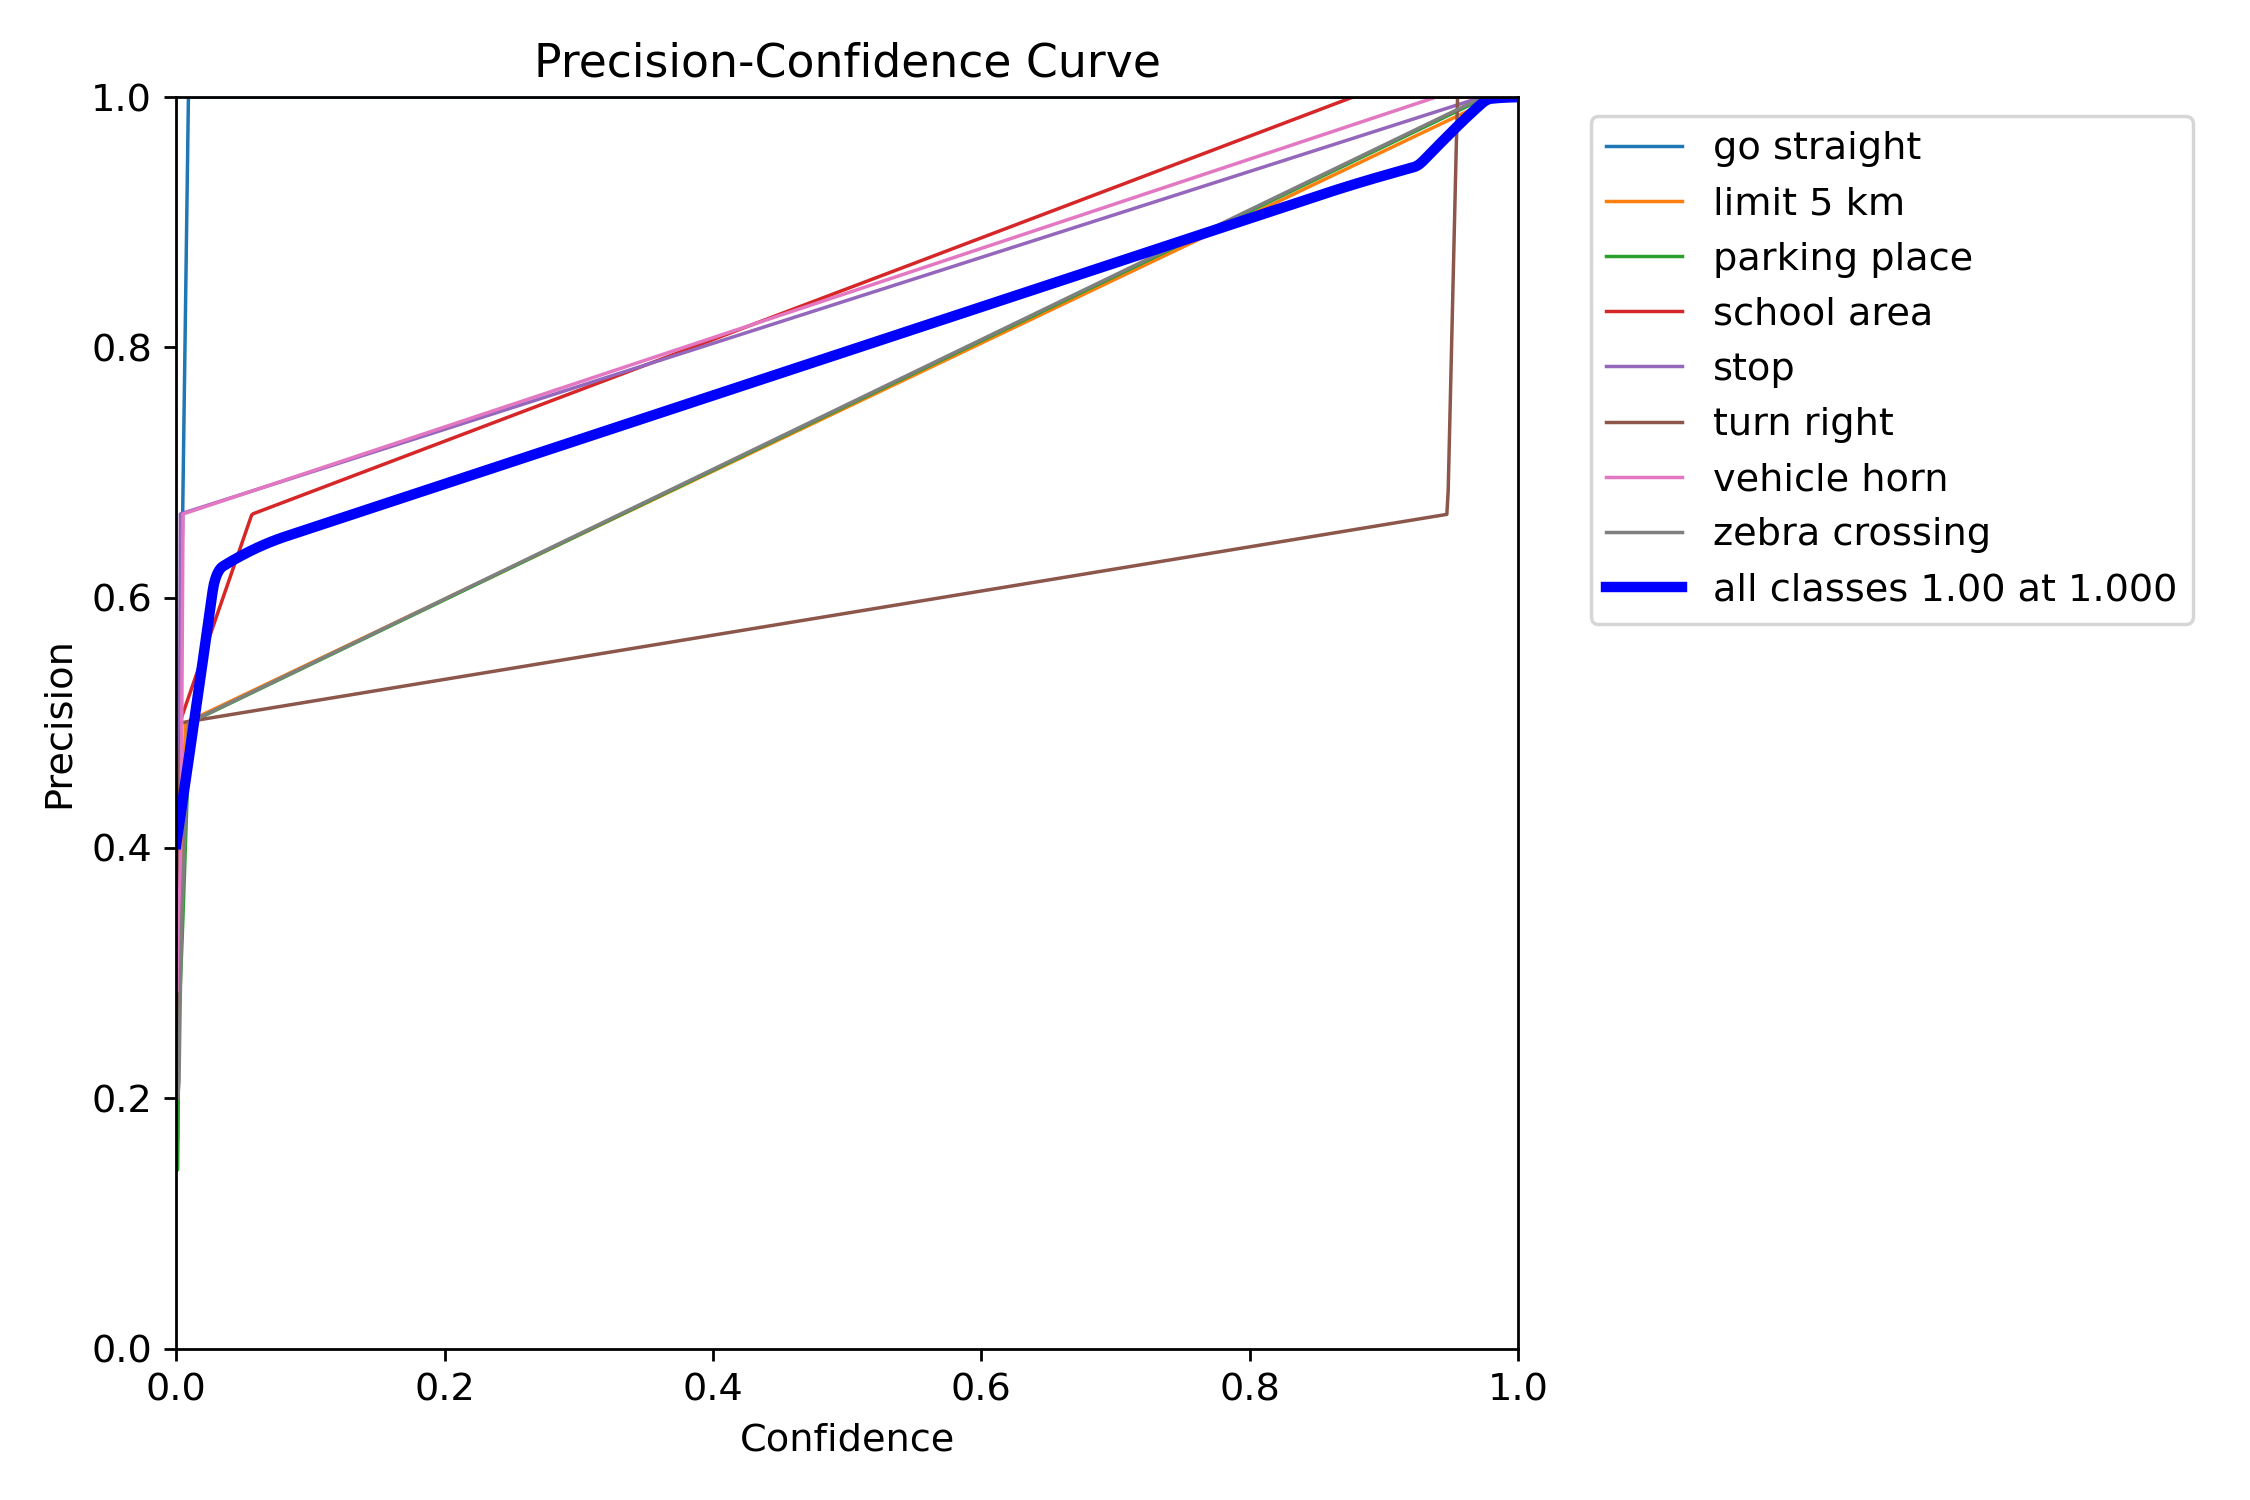 Precision-Confidence Curve
1.0
0.8
0.6
0.4
0.2
0.0
Precision
0.0 0.2 0.4 0.6 0.8 1.0
Confidence
go straight
limit 5 km
parking place
school area
stop
turn right
vehicle horn
zebra crossing
all classes 1.00 at 1.000